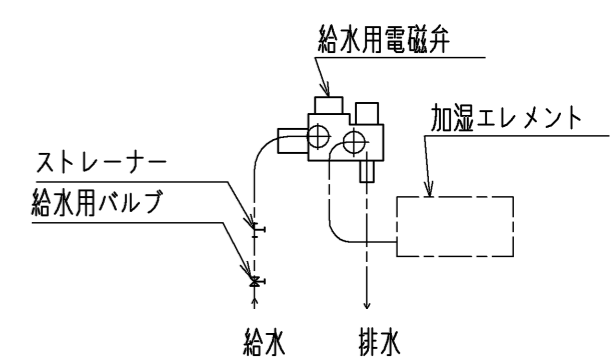 給水用電磁弁
加湿エレメント
ストレーナー
給水用バルブ
給水
排水